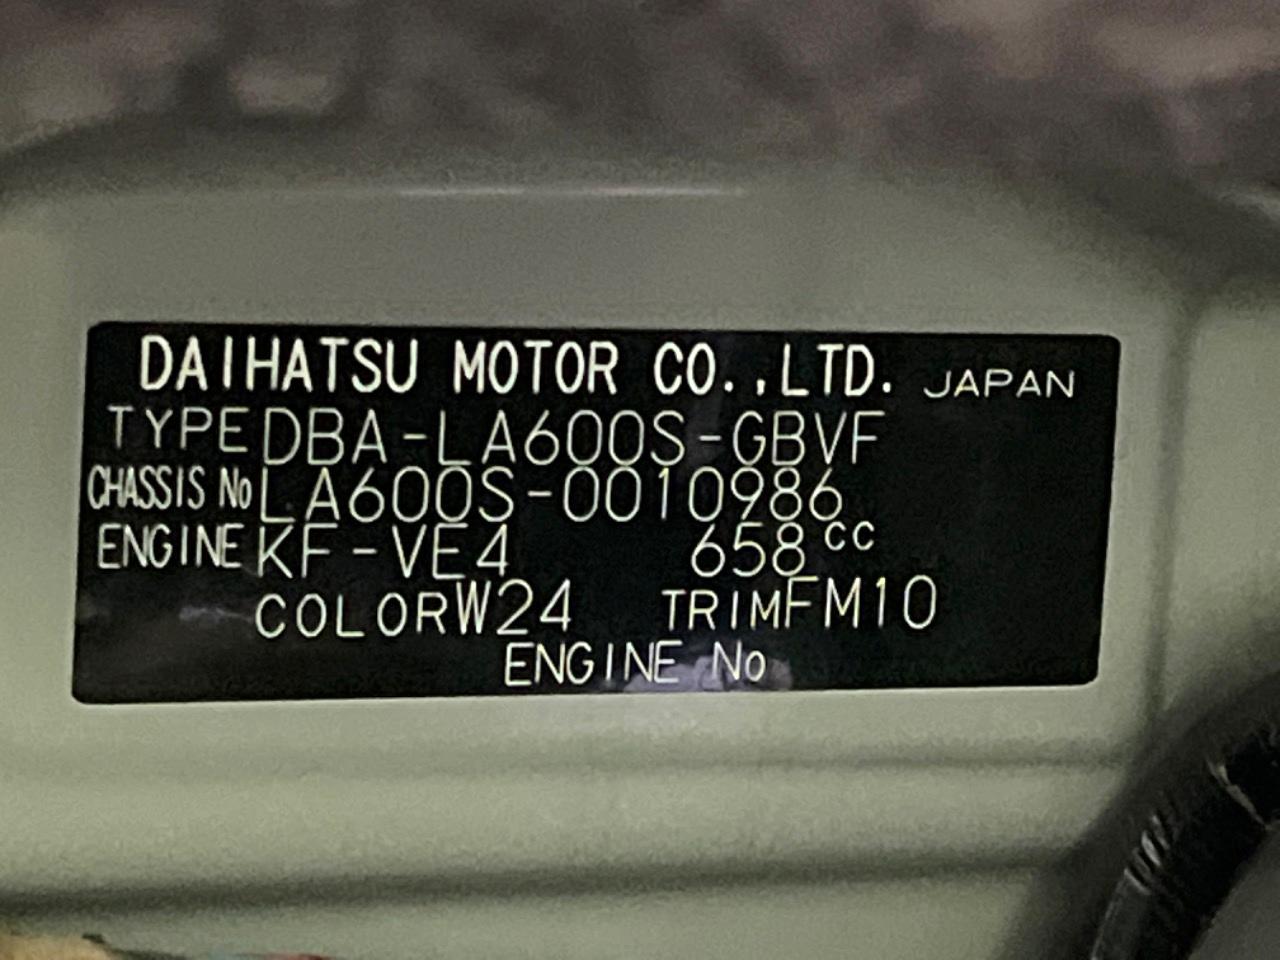 DAIHATSU MOTOR CO.,LTD. JAPAN
TYPE DBA-LA600S-GBVF
CHASSIS No LA600S-0010986
ENGINE KF-VE4 658cc
COLOR W24 TRIM FM10
ENGINE No